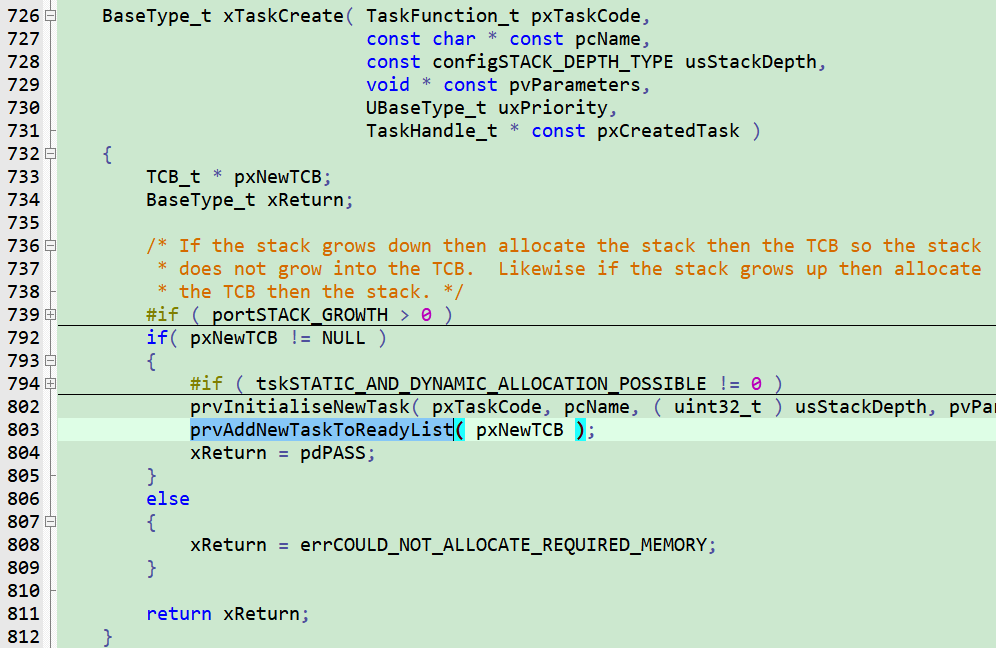 726 BaseType_t xTaskCreate( TaskFunction_t pxTaskCode,
727 const char * const pcName,
728 const configSTACK_DEPTH_TYPE usStackDepth,
729 void * const pvParameters,
730 UBaseType_t uxPriority,
731 TaskHandle_t * const pxCreatedTask )
732 {
733 TCB_t * pxNewTCB;
734 BaseType_t xReturn;
735
736 /* If the stack grows down then allocate the stack then the TCB so the stack
737 * does not grow into the TCB.  Likewise if the stack grows up then allocate
738 * the TCB then the stack. */
739 #if ( portSTACK_GROWTH > 0 )
792 if( pxNewTCB != NULL )
793 {
794 #if ( tskSTATIC_AND_DYNAMIC_ALLOCATION_POSSIBLE != 0 )
802 prvInitialiseNewTask( pxTaskCode, pcName, ( uint32_t ) usStackDepth, pvPa
803 prvAddNewTaskToReadyList( pxNewTCB );
804 xReturn = pdPASS;
805 }
806 else
807 {
808 xReturn = errCOULD_NOT_ALLOCATE_REQUIRED_MEMORY;
809 }
810
811 return xReturn;
812 }